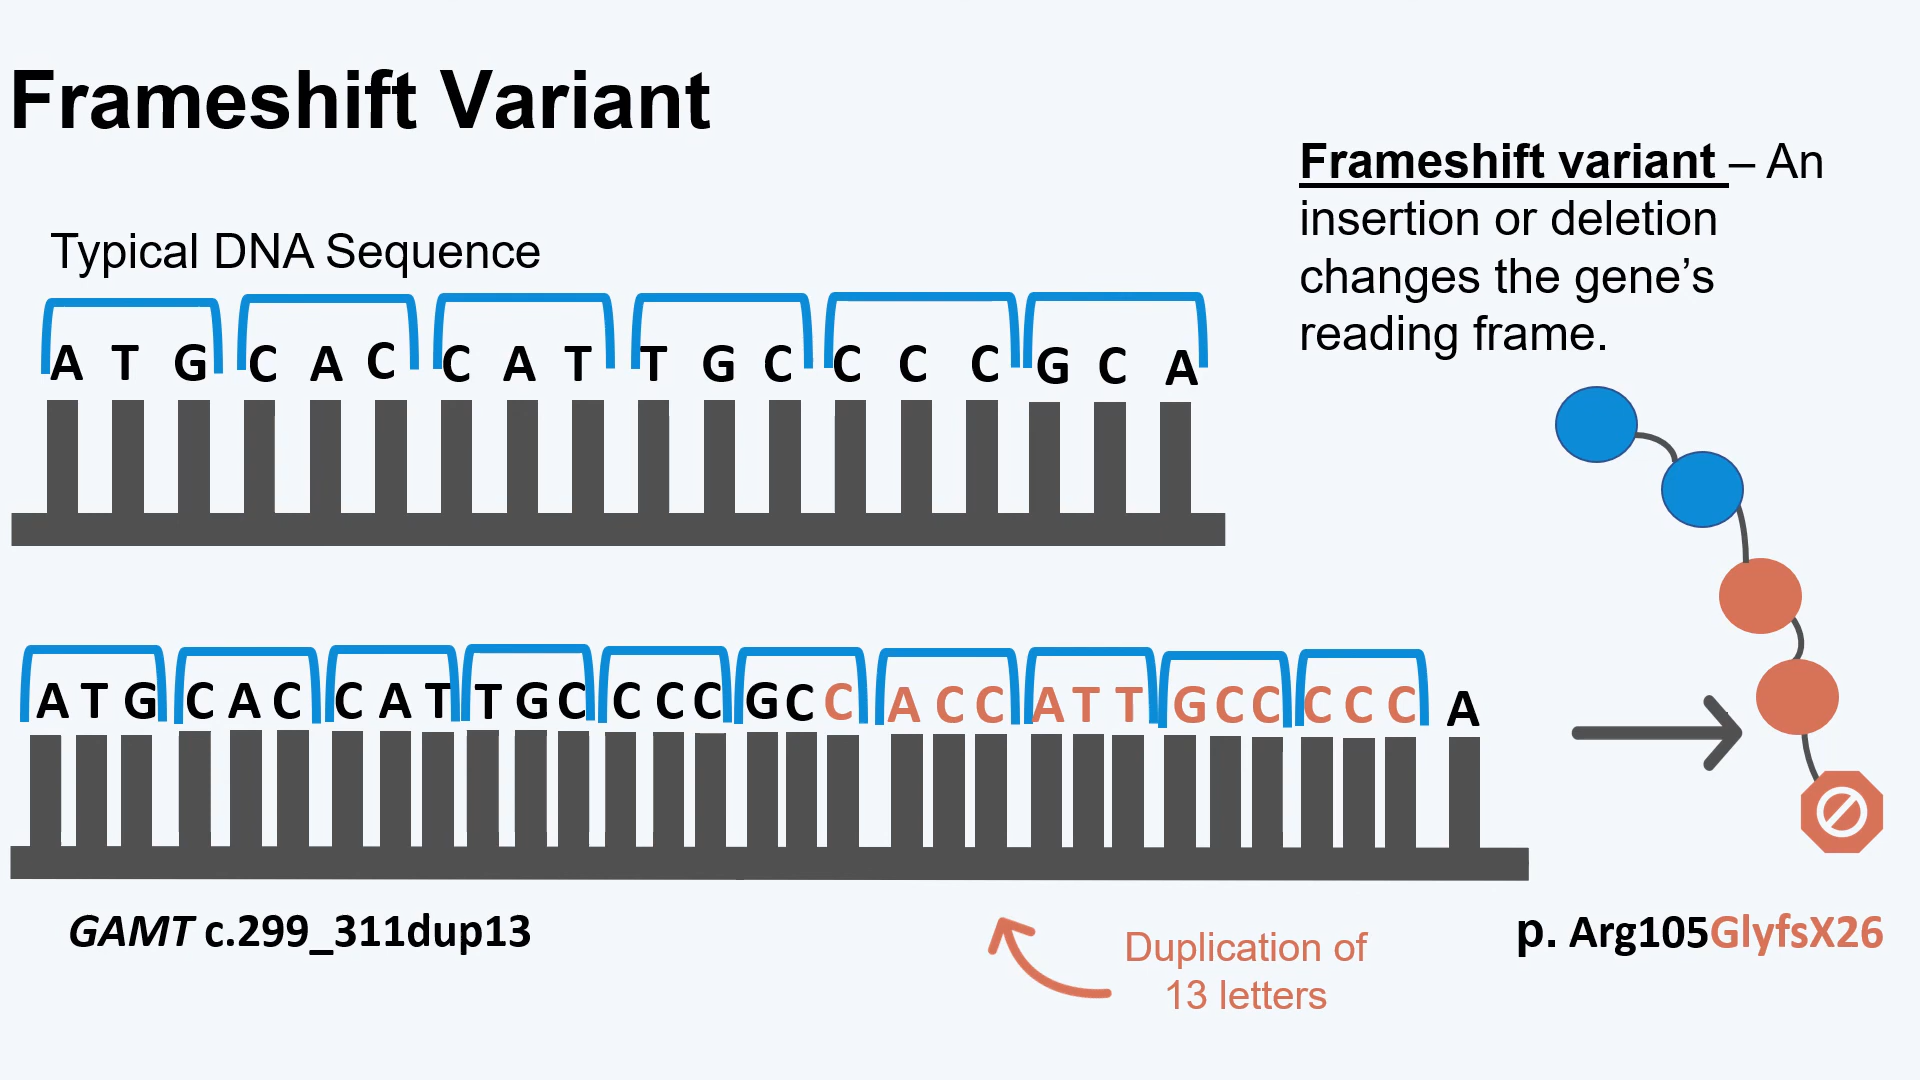 Frameshift Variant
Frameshift variant – An
insertion or deletion
changes the gene’s
reading frame.
Typical DNA Sequence
A T G C A C C A T T G C C C C G C A
A T G C A C C A T T G C C C C G C C A C C A T T G C C C C C A
GAMT c.299_311dup13
p. Arg105GlyfsX26
Duplication of
13 letters